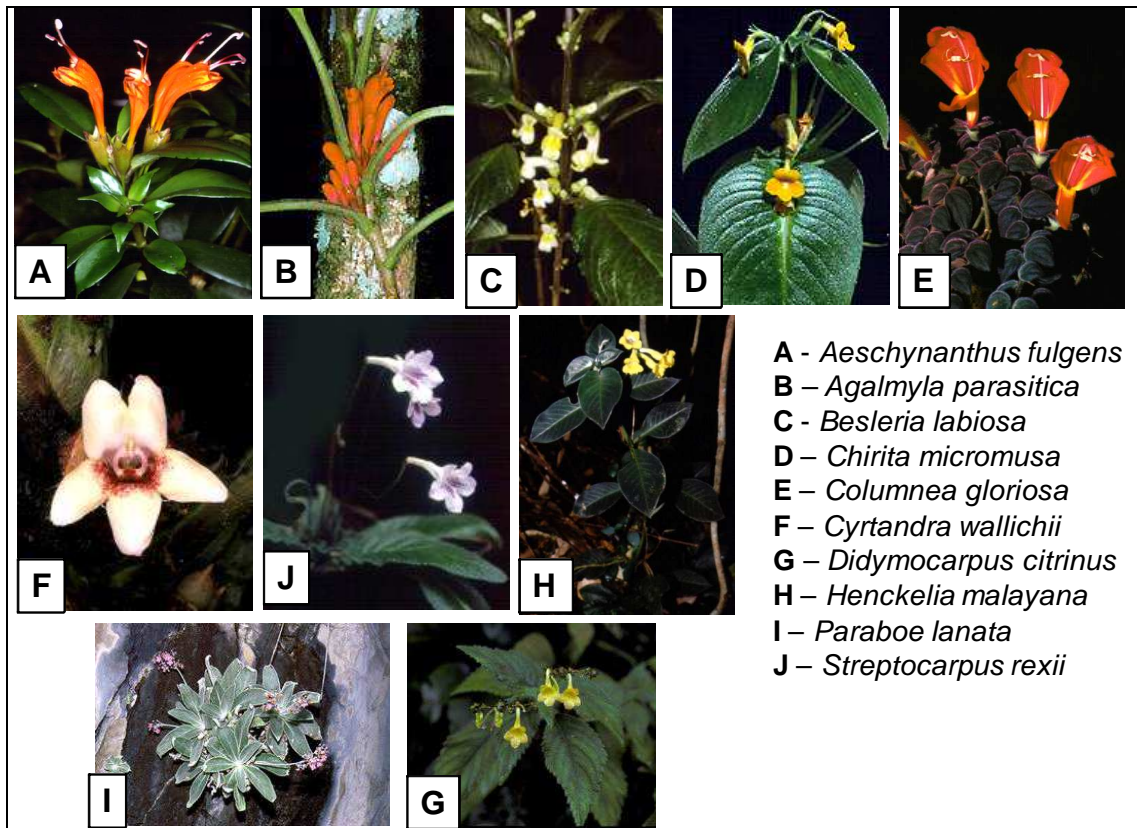 A
B
C
D
E
F
J
H
A - Aeschynanthus fulgens
B – Agalmyla parasitica
C - Besleria labiosa
D – Chirita micromusa
E – Columnea gloriosa
F – Cyrtandra wallichii
G – Didymocarpus citrinus
H – Henckelia malayana
I – Paraboe lanata
J – Streptocarpus rexii
I
G